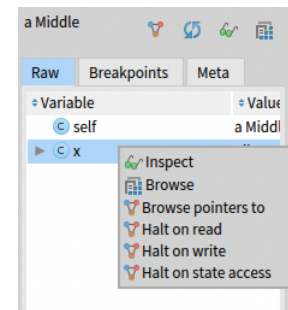 a Middle
Raw Breakpoints Meta
Variable Value
C self a Middl
C x
Inspect
Browse
Browse pointers to
Halt on read
Halt on write
Halt on state access